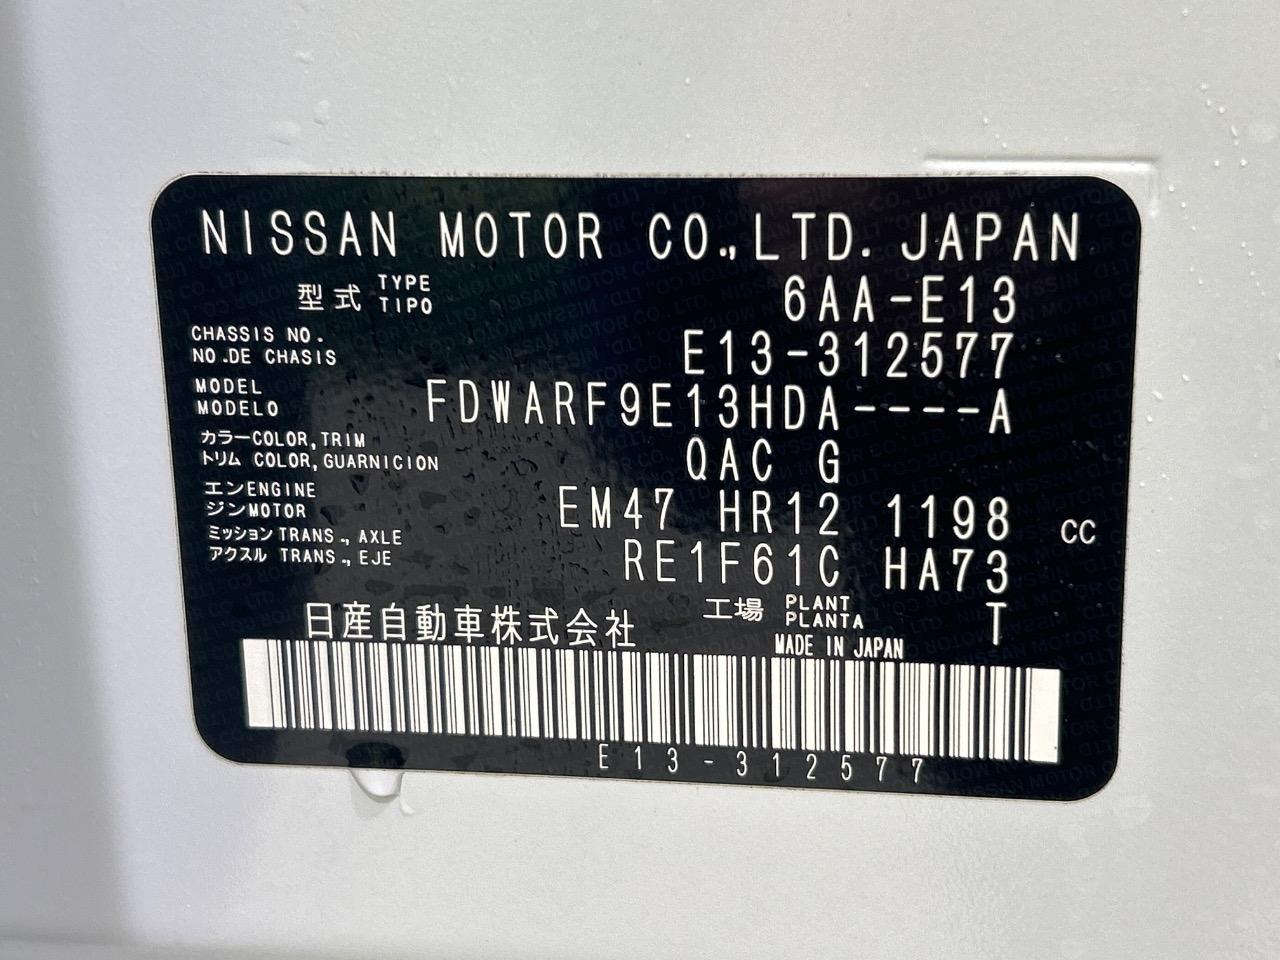 NISSAN MOTOR CO.,LTD. JAPAN
型式 TYPE TIPO 6AA-E13
CHASSIS NO. NO.DE CHASIS E13-312577
MODEL MODELO FDWARF9E13HDA----A
カラーCOLOR,TRIM トリム COLOR,GUARNICION QAC G
エンENGINE ジンMOTOR EM47 HR12 1198 CC
ミッションTRANS.,AXLE アクスル TRANS.,EJE RE1F61C HA73
工場 PLANT PLANTA T
日産自動車株式会社 MADE IN JAPAN
E13-312577